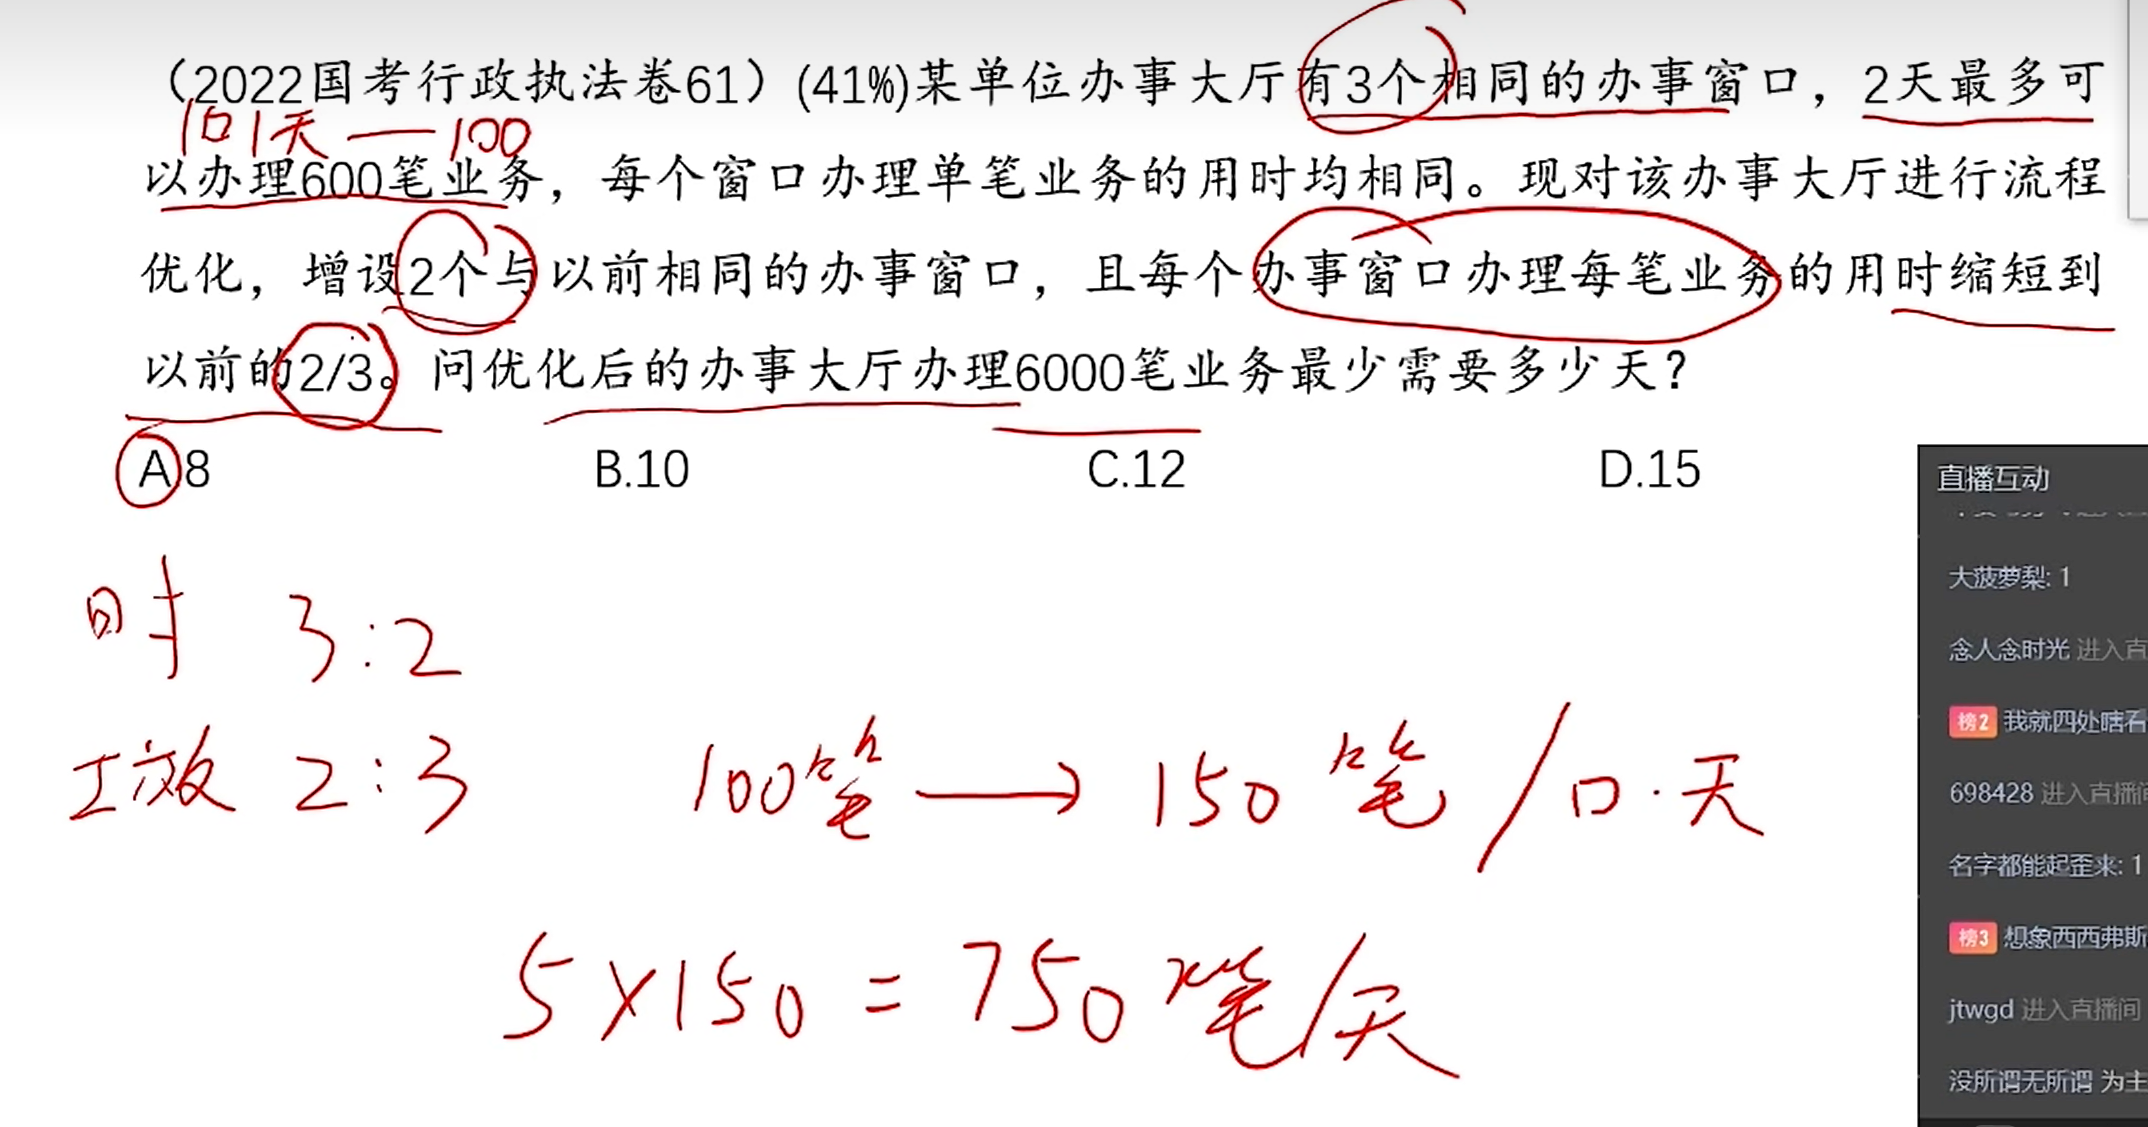 （2022国考行政执法卷61）(41%)某单位办事大厅有3个相同的办事窗口，2天最多可
1口1天 — 100
以办理600笔业务，每个窗口办理单笔业务的用时均相同。现对该办事大厅进行流程
优化，增设2个与以前相同的办事窗口，且每个办事窗口办理每笔业务的用时缩短到
以前的2/3。问优化后的办事大厅办理6000笔业务最少需要多少天？
A.8 B.10 C.12 D.15
时 3:2
工效 2:3 100笔 → 150笔/口·天
5×150=750笔/天
直播互动
大菠萝梨: 1
念人念时光 进入直
榜2 我就四处瞎看
698428 进入直播间
名字都能起歪来: 1
榜3 想象西西弗斯
jtwgd 进入直播间
没所谓无所谓 为主